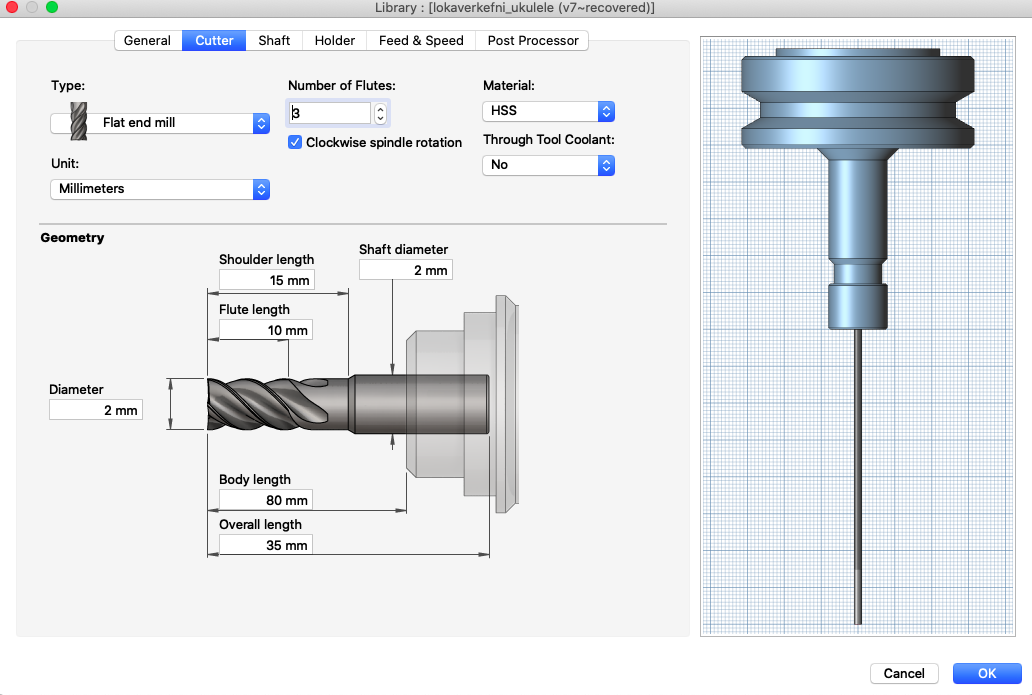 Library : [lokaverkefni_ukulele (v7~recovered)]
General Cutter Shaft Holder Feed & Speed Post Processor
Type:
Flat end mill
Unit:
Millimeters
Number of Flutes:
3
Clockwise spindle rotation
Material:
HSS
Through Tool Coolant:
No
Geometry
Shoulder length
15 mm
Shaft diameter
2 mm
Flute length
10 mm
Diameter
2 mm
Body length
80 mm
Overall length
35 mm
Cancel OK